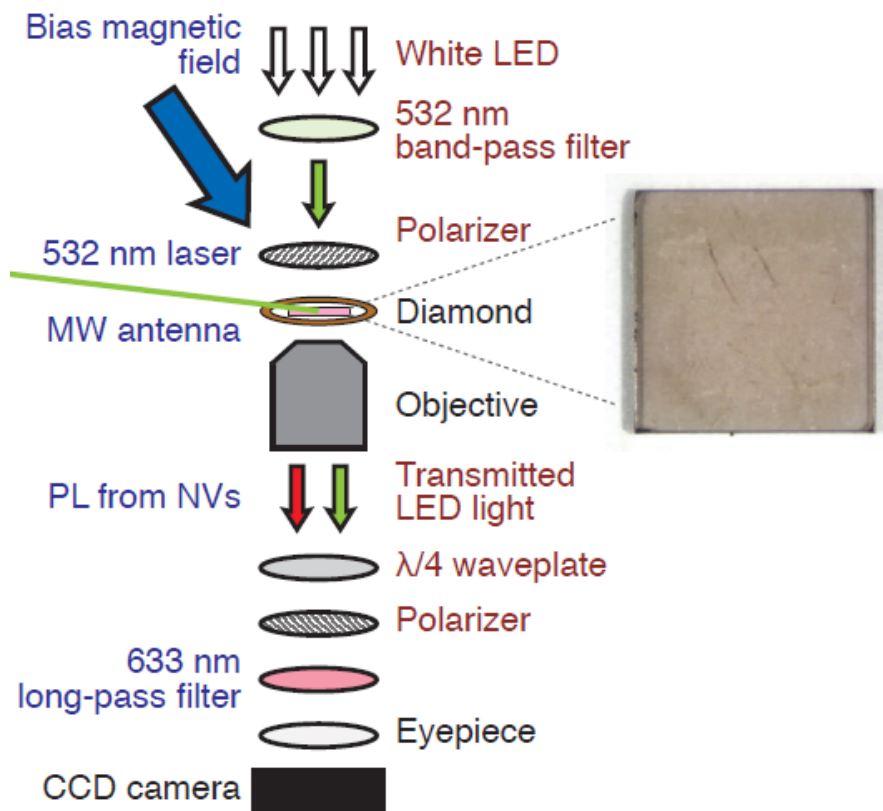 Bias magnetic
field
White LED
532 nm
band-pass filter
Polarizer
532 nm laser
MW antenna
Diamond
Objective
PL from NVs
Transmitted
LED light
λ/4 waveplate
Polarizer
633 nm
long-pass filter
Eyepiece
CCD camera